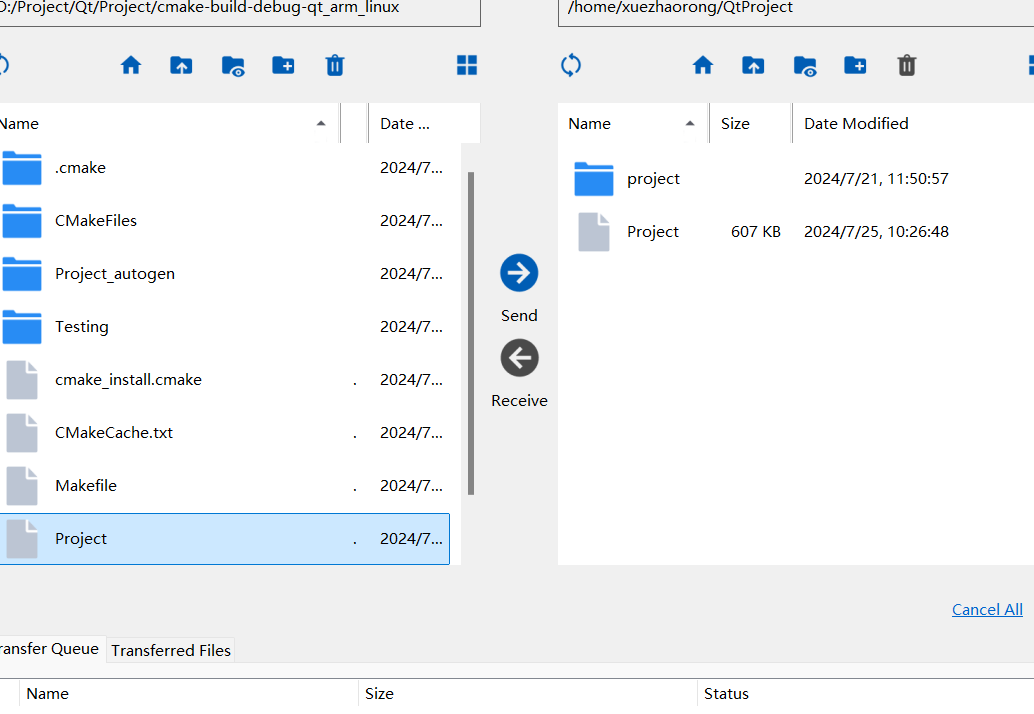 D:/Project/Qt/Project/cmake-build-debug-qt_arm_linux
/home/xuezhaorong/QtProject
Name Date ...
.cmake 2024/7...
CMakeFiles 2024/7...
Project_autogen 2024/7...
Testing 2024/7...
cmake_install.cmake . 2024/7...
CMakeCache.txt . 2024/7...
Makefile . 2024/7...
Project . 2024/7...
Send
Receive
Name Size Date Modified
project 2024/7/21, 11:50:57
Project 607 KB 2024/7/25, 10:26:48
Cancel All
ransfer Queue Transferred Files
Name Size Status